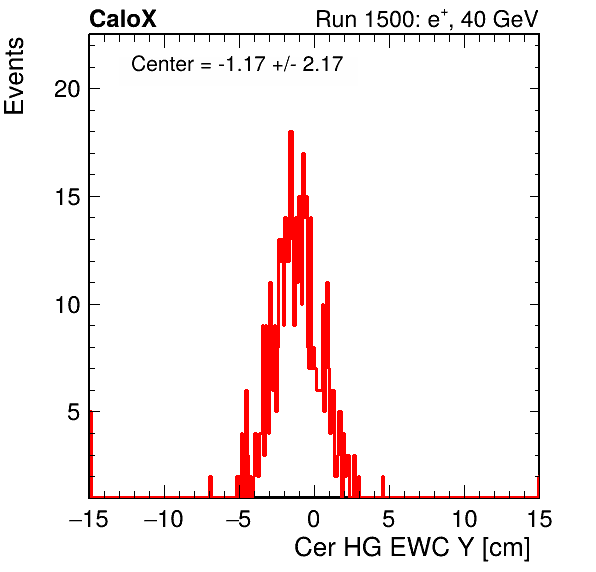 CaloX Run 1500: e⁺, 40 GeV
Center = -1.17 +/- 2.17
Events
20
15
10
5
−15 −10 −5 0 5 10 15
Cer HG EWC Y [cm]